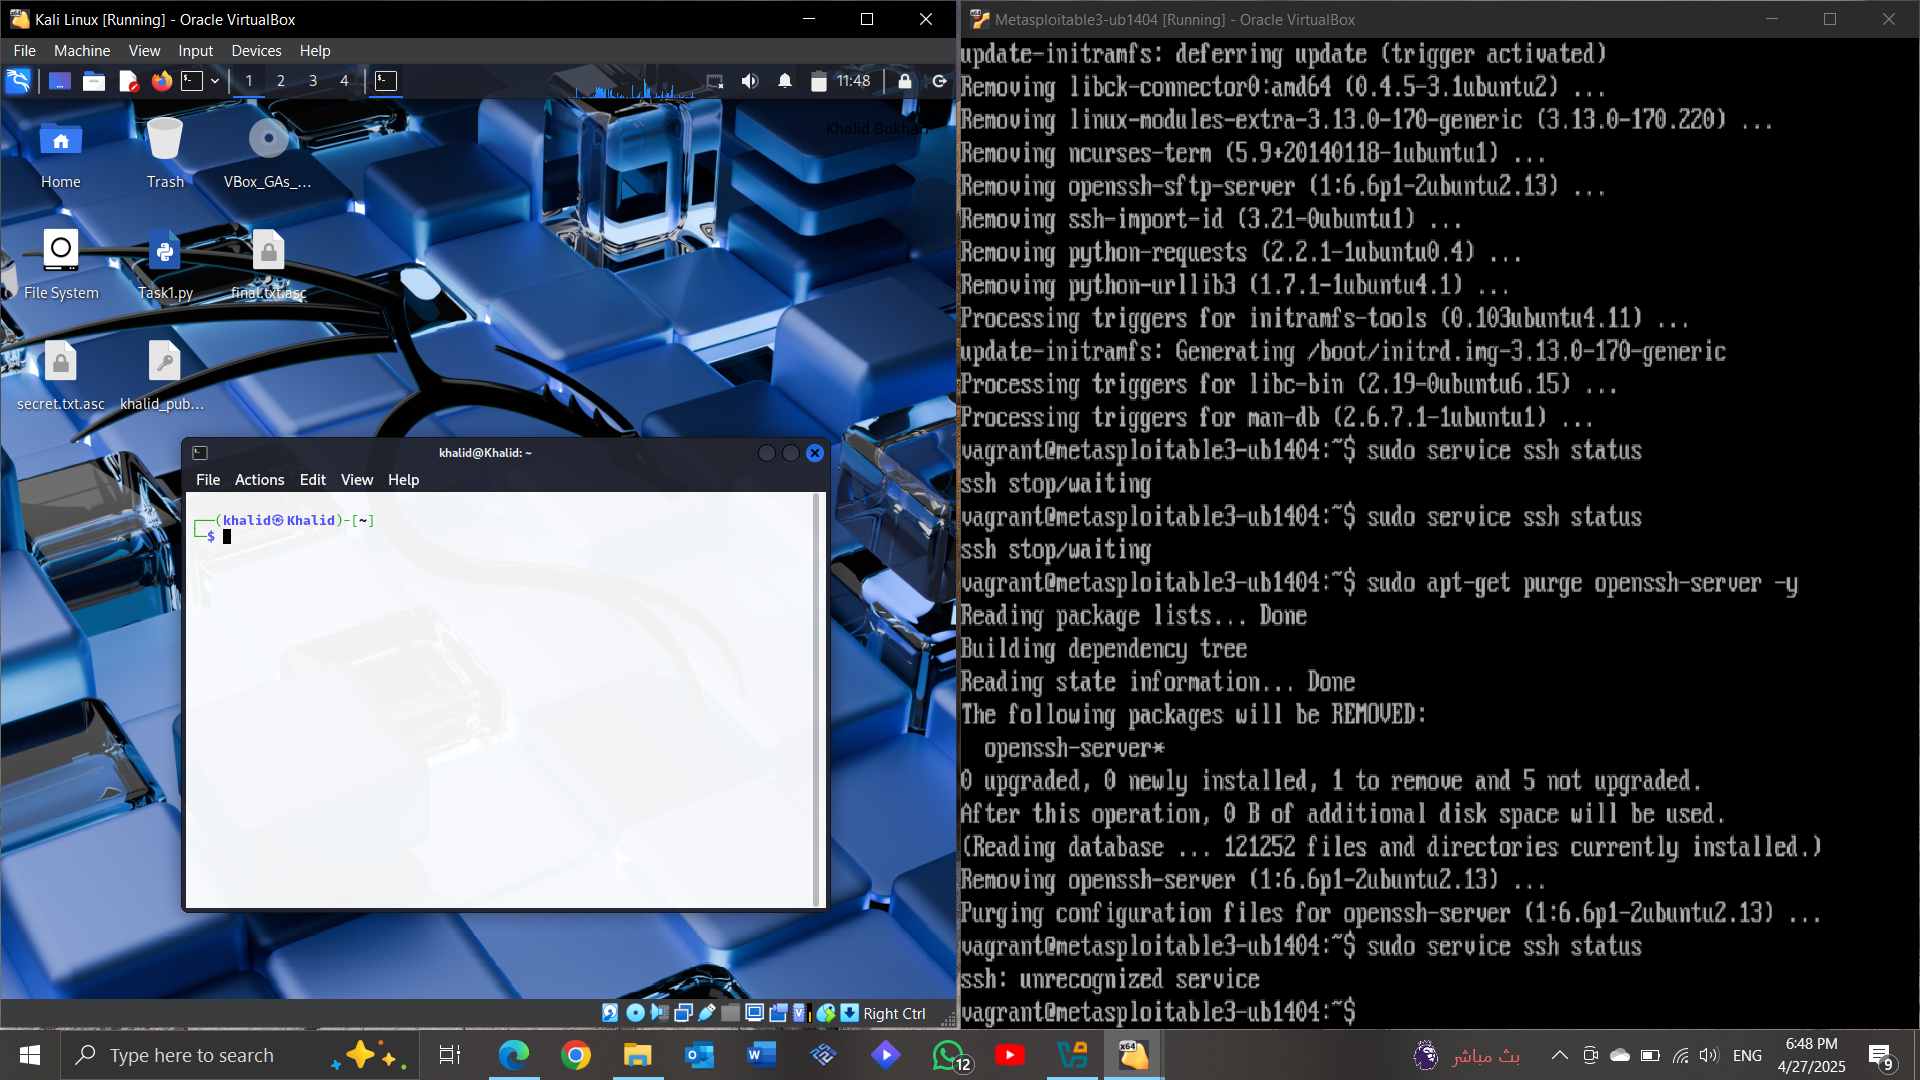 Kali Linux [Running] - Oracle VirtualBox
File Machine View Input Devices Help
1 2 3 4
11:48
Home
Trash
VBox_GAs_...
File System
Task1.py
final.txt.asc
secret.txt.asc
khalid_pub...
khalid@Khalid: ~
File Actions Edit View Help
┌──(khalid㉿Khalid)-[~]
└─$
Right Ctrl
Metasploitable3-ub1404 [Running] - Oracle VirtualBox
update-initramfs: deferring update (trigger activated)
Removing libck-connector0:amd64 (0.4.5-3.1ubuntu2) ...
Removing linux-modules-extra-3.13.0-170-generic (3.13.0-170.220) ...
Removing ncurses-term (5.9+20140118-1ubuntu1) ...
Removing openssh-sftp-server (1:6.6p1-2ubuntu2.13) ...
Removing ssh-import-id (3.21-0ubuntu1) ...
Removing python-requests (2.2.1-1ubuntu0.4) ...
Removing python-urllib3 (1.7.1-1ubuntu4.1) ...
Processing triggers for initramfs-tools (0.103ubuntu4.11) ...
update-initramfs: Generating /boot/initrd.img-3.13.0-170-generic
Processing triggers for libc-bin (2.19-0ubuntu6.15) ...
Processing triggers for man-db (2.6.7.1-1ubuntu1) ...
vagrant@metasploitable3-ub1404:~$ sudo service ssh status
ssh stop/waiting
vagrant@metasploitable3-ub1404:~$ sudo service ssh status
ssh stop/waiting
vagrant@metasploitable3-ub1404:~$ sudo apt-get purge openssh-server -y
Reading package lists... Done
Building dependency tree
Reading state information... Done
The following packages will be REMOVED:
openssh-server*
0 upgraded, 0 newly installed, 1 to remove and 5 not upgraded.
After this operation, 0 B of additional disk space will be used.
(Reading database ... 121252 files and directories currently installed.)
Removing openssh-server (1:6.6p1-2ubuntu2.13) ...
Purging configuration files for openssh-server (1:6.6p1-2ubuntu2.13) ...
vagrant@metasploitable3-ub1404:~$ sudo service ssh status
ssh: unrecognized service
vagrant@metasploitable3-ub1404:~$
Type here to search
12
x64
بث مباشر
ENG
6:48 PM
4/27/2025
9